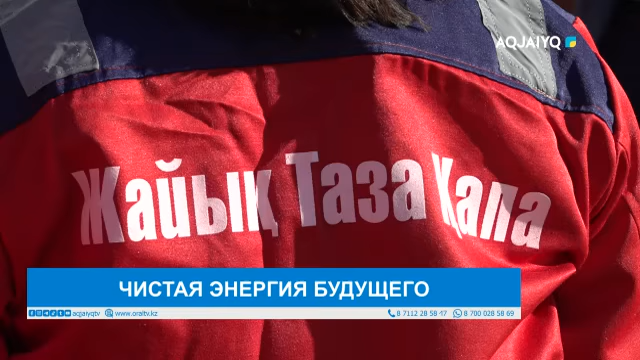 AQJAIYQ
Жайық Таза Қала
ЧИСТАЯ ЭНЕРГИЯ БУДУЩЕГО
aqjaiyqtv www.oraltv.kz 8 7112 28 58-17 8 700 028 58 69